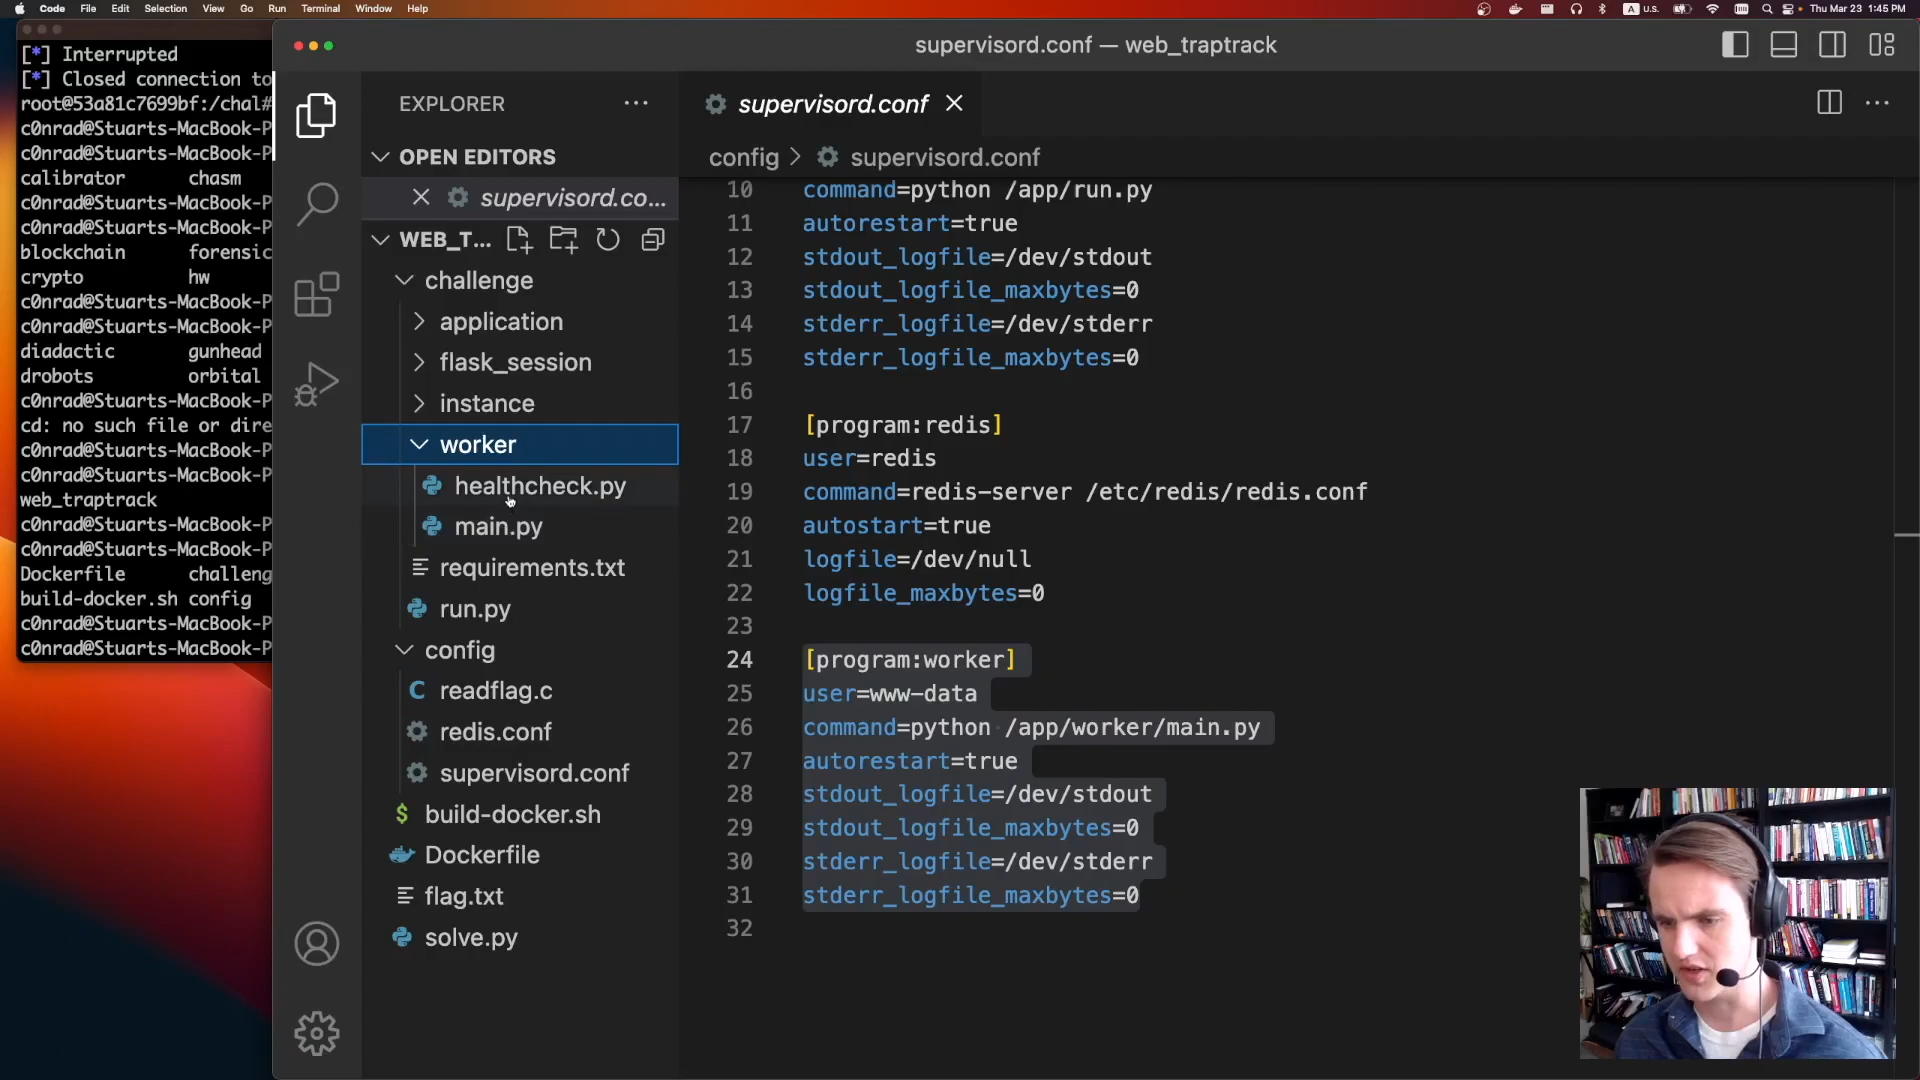 Code File Edit Selection View Go Run Terminal Window Help
A U.S. Thu Mar 23 1:45 PM
[*] Interrupted
[*] Closed connection to
root@53a81c7699bf:/chal#
c0nrad@Stuarts-MacBook-P
c0nrad@Stuarts-MacBook-P
calibrator chasm
c0nrad@Stuarts-MacBook-P
c0nrad@Stuarts-MacBook-P
blockchain forensic
crypto hw
c0nrad@Stuarts-MacBook-P
c0nrad@Stuarts-MacBook-P
diadactic gunhead
drobots orbital
c0nrad@Stuarts-MacBook-P
cd: no such file or dire
c0nrad@Stuarts-MacBook-P
c0nrad@Stuarts-MacBook-P
web_traptrack
c0nrad@Stuarts-MacBook-P
c0nrad@Stuarts-MacBook-P
Dockerfile challeng
build-docker.sh config
c0nrad@Stuarts-MacBook-P
c0nrad@Stuarts-MacBook-P
supervisord.conf — web_traptrack
EXPLORER
OPEN EDITORS
supervisord.co...
WEB_T...
challenge
application
flask_session
instance
worker
healthcheck.py
main.py
requirements.txt
run.py
config
C readflag.c
redis.conf
supervisord.conf
$ build-docker.sh
Dockerfile
flag.txt
solve.py
supervisord.conf
config > supervisord.conf
10 command=python /app/run.py
11 autorestart=true
12 stdout_logfile=/dev/stdout
13 stdout_logfile_maxbytes=0
14 stderr_logfile=/dev/stderr
15 stderr_logfile_maxbytes=0
16
17 [program:redis]
18 user=redis
19 command=redis-server /etc/redis/redis.conf
20 autostart=true
21 logfile=/dev/null
22 logfile_maxbytes=0
23
24 [program:worker]
25 user=www-data
26 command=python /app/worker/main.py
27 autorestart=true
28 stdout_logfile=/dev/stdout
29 stdout_logfile_maxbytes=0
30 stderr_logfile=/dev/stderr
31 stderr_logfile_maxbytes=0
32